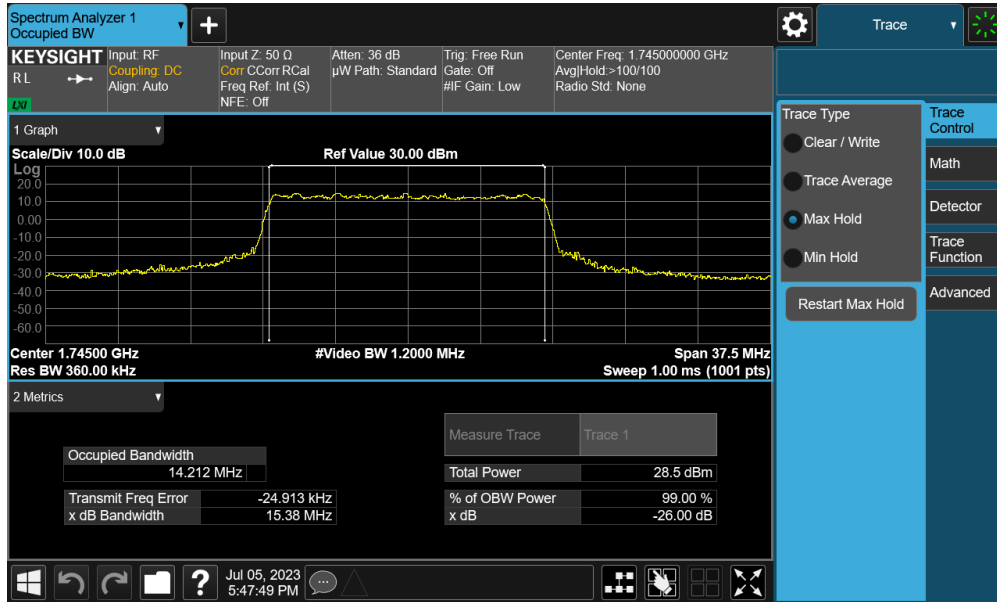 Spectrum Analyzer 1
Occupied BW
+
Trace
KEYSIGHT
R L
LXI
Input: RF
Coupling: DC
Align: Auto
Input Z: 50 Ω
Corr CCorr RCal
Freq Ref: Int (S)
NFE: Off
Atten: 36 dB
µW Path: Standard
Trig: Free Run
Gate: Off
#IF Gain: Low
Center Freq: 1.745000000 GHz
Avg|Hold:>100/100
Radio Std: None
1 Graph
Scale/Div 10.0 dB
Ref Value 30.00 dBm
Log
20.0
10.0
0.00
-10.0
-20.0
-30.0
-40.0
-50.0
-60.0
Center 1.74500 GHz
#Video BW 1.2000 MHz
Span 37.5 MHz
Res BW 360.00 kHz
Sweep 1.00 ms (1001 pts)
2 Metrics
Measure Trace
Trace 1
Occupied Bandwidth
14.212 MHz
Total Power
28.5 dBm
Transmit Freq Error
-24.913 kHz
% of OBW Power
99.00 %
x dB Bandwidth
15.38 MHz
x dB
-26.00 dB
Trace Type
Clear / Write
Trace Average
Max Hold
Min Hold
Restart Max Hold
Trace
Control
Math
Detector
Trace
Function
Advanced
?
Jul 05, 2023
5:47:49 PM